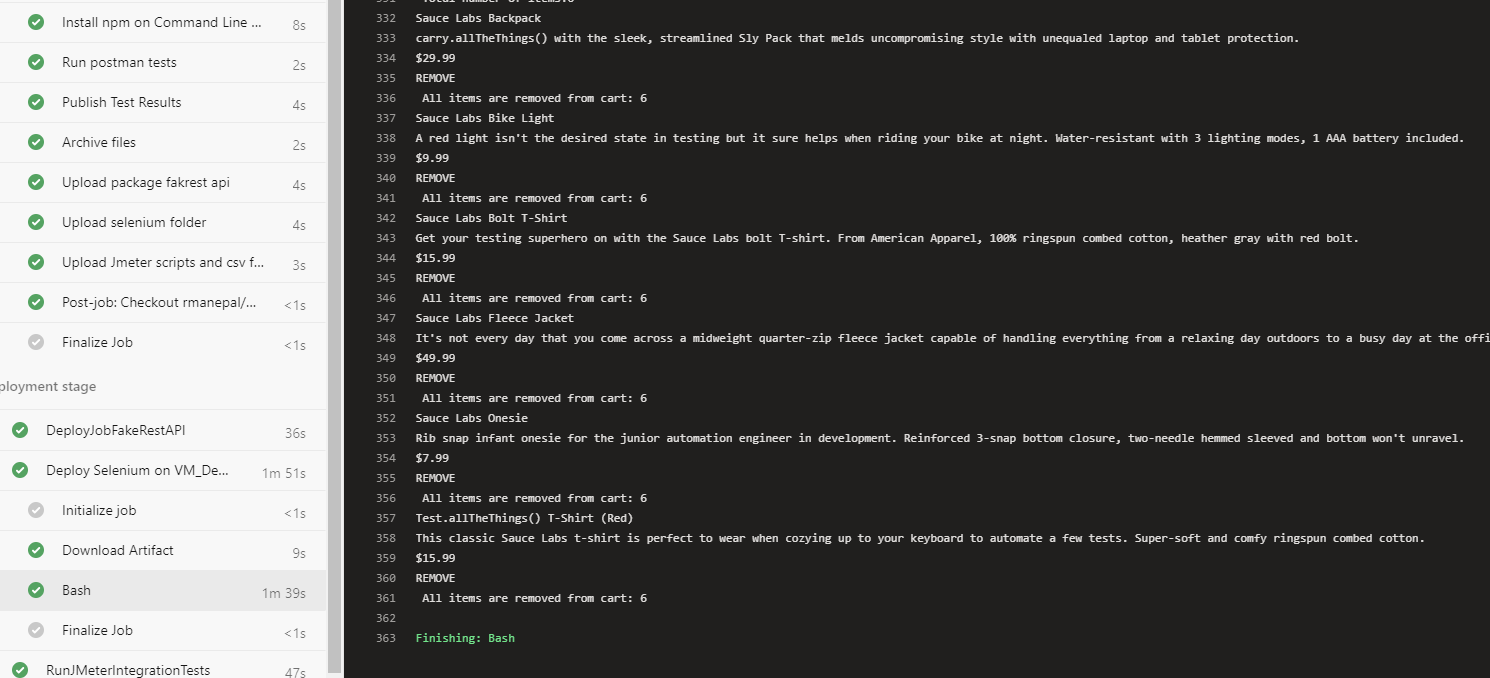 Install npm on Command Line ... 8s
Run postman tests 2s
Publish Test Results 4s
Archive files 2s
Upload package fakrest api 4s
Upload selenium folder 4s
Upload Jmeter scripts and csv f... 3s
Post-job: Checkout rmanepal/... <1s
Finalize Job <1s
ployment stage
DeployJobFakeRestAPI 36s
Deploy Selenium on VM_De... 1m 51s
Initialize job <1s
Download Artifact 9s
Bash 1m 39s
Finalize Job <1s
RunJMeterIntegrationTests 47s
331 Total number of items:6
332 Sauce Labs Backpack
333 carry.allTheThings() with the sleek, streamlined Sly Pack that melds uncompromising style with unequaled laptop and tablet protection.
334 $29.99
335 REMOVE
336 All items are removed from cart: 6
337 Sauce Labs Bike Light
338 A red light isn't the desired state in testing but it sure helps when riding your bike at night. Water-resistant with 3 lighting modes, 1 AAA battery included.
339 $9.99
340 REMOVE
341 All items are removed from cart: 6
342 Sauce Labs Bolt T-Shirt
343 Get your testing superhero on with the Sauce Labs bolt T-shirt. From American Apparel, 100% ringspun combed cotton, heather gray with red bolt.
344 $15.99
345 REMOVE
346 All items are removed from cart: 6
347 Sauce Labs Fleece Jacket
348 It's not every day that you come across a midweight quarter-zip fleece jacket capable of handling everything from a relaxing day outdoors to a busy day at the offi
349 $49.99
350 REMOVE
351 All items are removed from cart: 6
352 Sauce Labs Onesie
353 Rib snap infant onesie for the junior automation engineer in development. Reinforced 3-snap bottom closure, two-needle hemmed sleeved and bottom won't unravel.
354 $7.99
355 REMOVE
356 All items are removed from cart: 6
357 Test.allTheThings() T-Shirt (Red)
358 This classic Sauce Labs t-shirt is perfect to wear when cozying up to your keyboard to automate a few tests. Super-soft and comfy ringspun combed cotton.
359 $15.99
360 REMOVE
361 All items are removed from cart: 6
362
363 Finishing: Bash